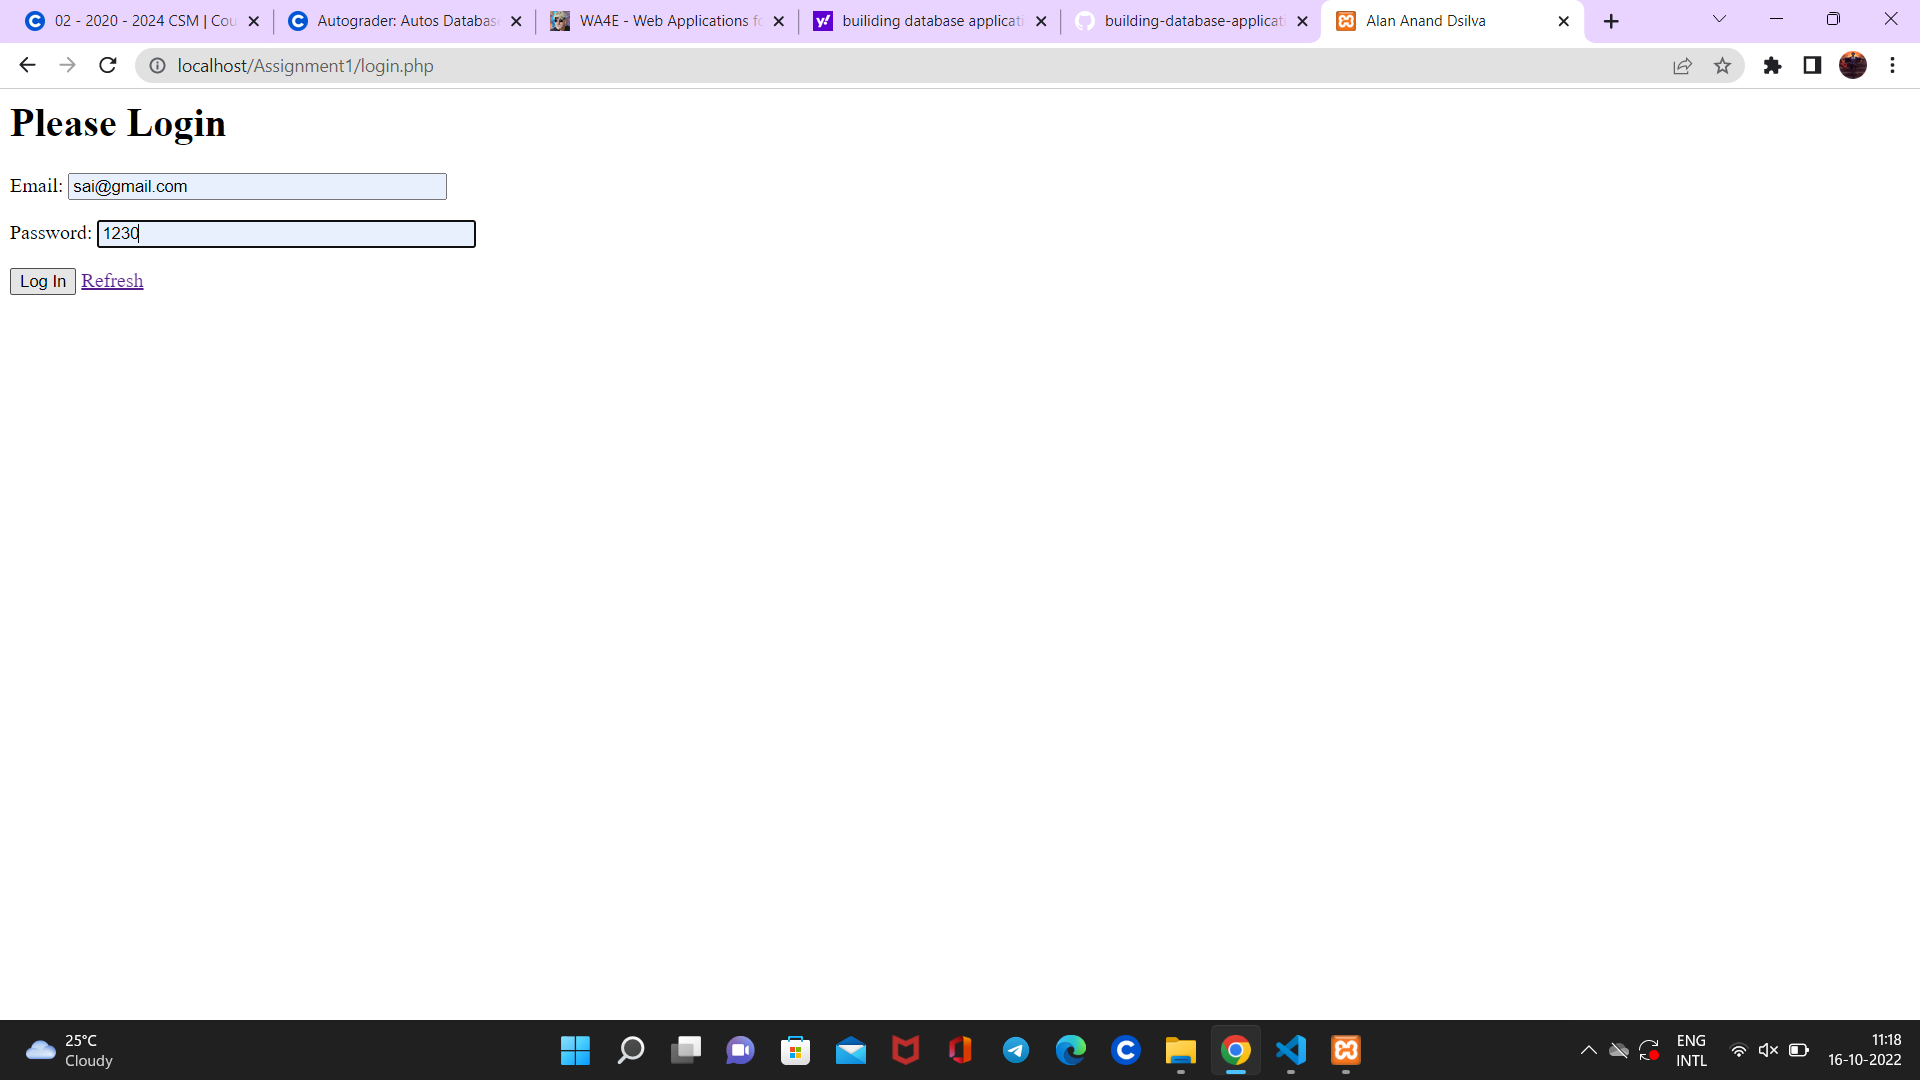 02 - 2020 - 2024 CSM | Cou
Autograder: Autos Database
WA4E - Web Applications fo
builiding database applicati
building-database-applicati
Alan Anand Dsilva
localhost/Assignment1/login.php
Please Login
Email: sai@gmail.com
Password: 1230
Log In Refresh
25°C
Cloudy
ENG
INTL
11:18
16-10-2022